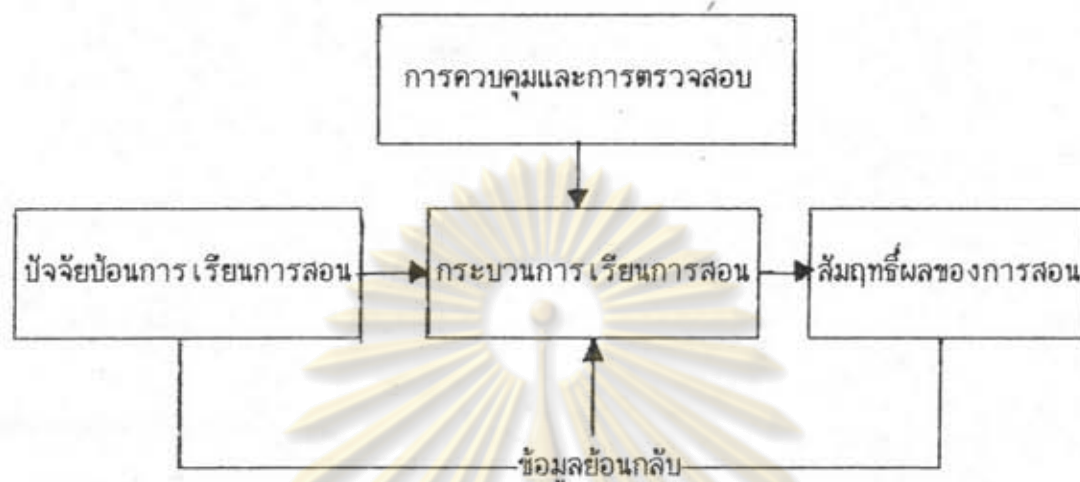 การควบคุมและการตรวจสอบ
ปัจจัยป้อนการเรียนการสอน
กระบวนการเรียนการสอน
สัมฤทธิ์ผลของการสอน
ข้อมูลย้อนกลับ